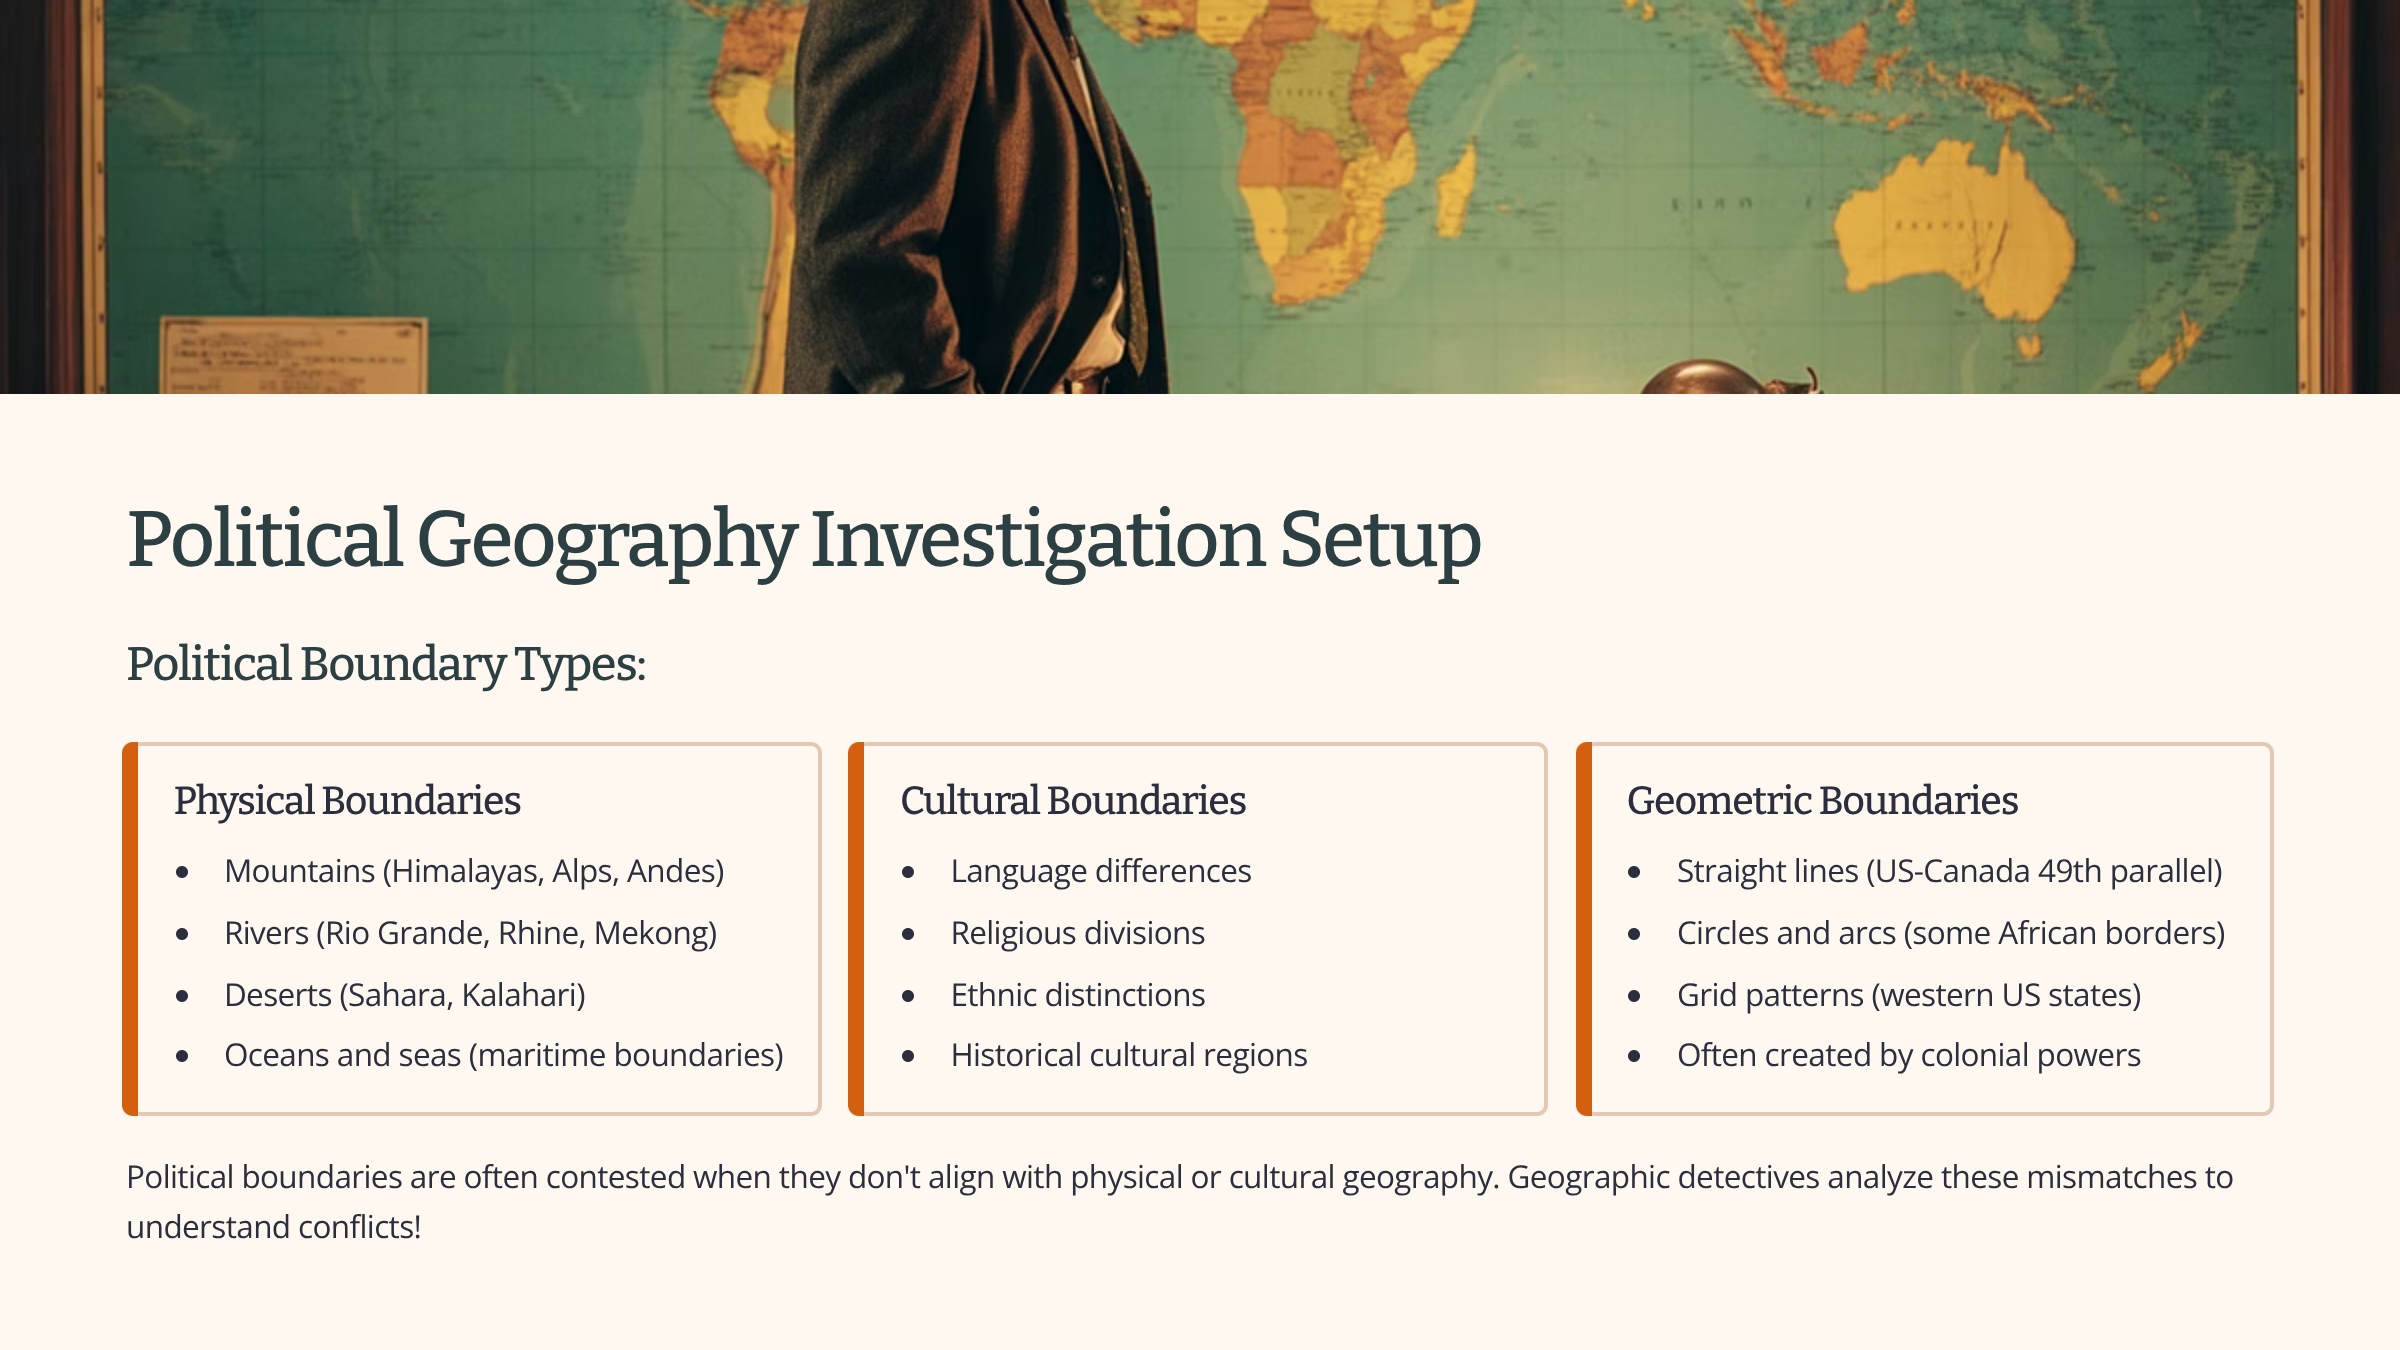 Political Geography Investigation Setup
Political Boundary Types:
Physical Boundaries
• Mountains (Himalayas, Alps, Andes)
• Rivers (Rio Grande, Rhine, Mekong)
• Deserts (Sahara, Kalahari)
• Oceans and seas (maritime boundaries)
Cultural Boundaries
• Language differences
• Religious divisions
• Ethnic distinctions
• Historical cultural regions
Geometric Boundaries
• Straight lines (US-Canada 49th parallel)
• Circles and arcs (some African borders)
• Grid patterns (western US states)
• Often created by colonial powers
Political boundaries are often contested when they don't align with physical or cultural geography. Geographic detectives analyze these mismatches to
understand conflicts!